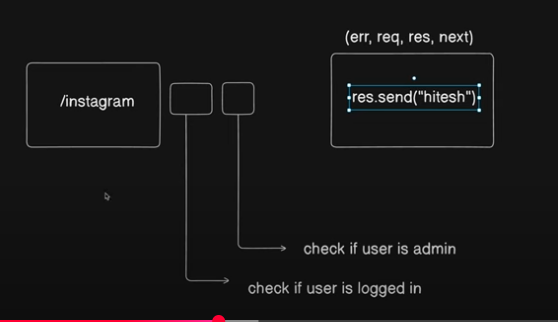 (err, req, res, next)
/instagram
res.send("hitesh")
check if user is admin
check if user is logged in